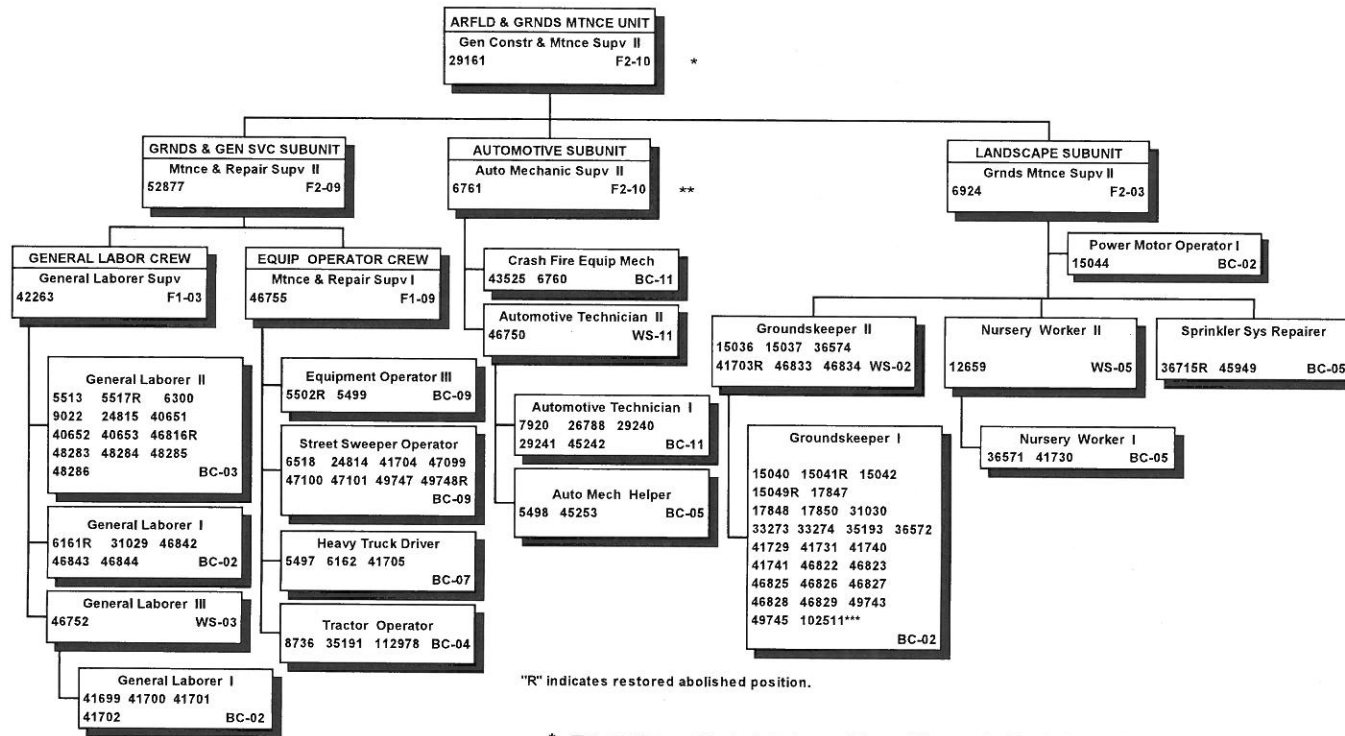 ARFLD & GRNDS MTNCE UNIT
Gen Constr & Mtnce Supv II
29161 F2-10 *
GRNDS & GEN SVC SUBUNIT
Mtnce & Repair Supv II
52877 F2-09
AUTOMOTIVE SUBUNIT
Auto Mechanic Supv II
6761 F2-10 **
LANDSCAPE SUBUNIT
Grnds Mtnce Supv II
6924 F2-03
GENERAL LABOR CREW
General Laborer Supv
42263 F1-03
EQUIP OPERATOR CREW
Mtnce & Repair Supv I
46755 F1-09
General Laborer II
5513 5517R 6300
9022 24815 40651
40652 40653 46816R
48283 48284 48285
48286 BC-03
General Laborer I
6161R 31029 46842
46843 46844 BC-02
General Laborer III
46752 WS-03
General Laborer I
41699 41700 41701
41702 BC-02
Equipment Operator III
5502R 5499 BC-09
Street Sweeper Operator
6518 24814 41704 47099
47100 47101 49747 49748R
BC-09
Heavy Truck Driver
5497 6162 41705
BC-07
Tractor Operator
8736 35191 112978 BC-04
Crash Fire Equip Mech
43525 6760 BC-11
Automotive Technician II
46750 WS-11
Automotive Technician I
7920 26788 29240
29241 45242 BC-11
Auto Mech Helper
5498 45253 BC-05
Power Motor Operator I
15044 BC-02
Groundskeeper II
15036 15037 36574
41703R 46833 46834 WS-02
Groundskeeper I
15040 15041R 15042
15049R 17847
17848 17850 31030
33273 33274 35193 36572
41729 41731 41740
41741 46822 46823
46825 46826 46827
46828 46829 49743
49745 102511***
BC-02
Nursery Worker II
12659 WS-05
Nursery Worker I
36571 41730 BC-05
Sprinkler Sys Repairer
36715R 45949 BC-05
"R" indicates restored abolished position.
*